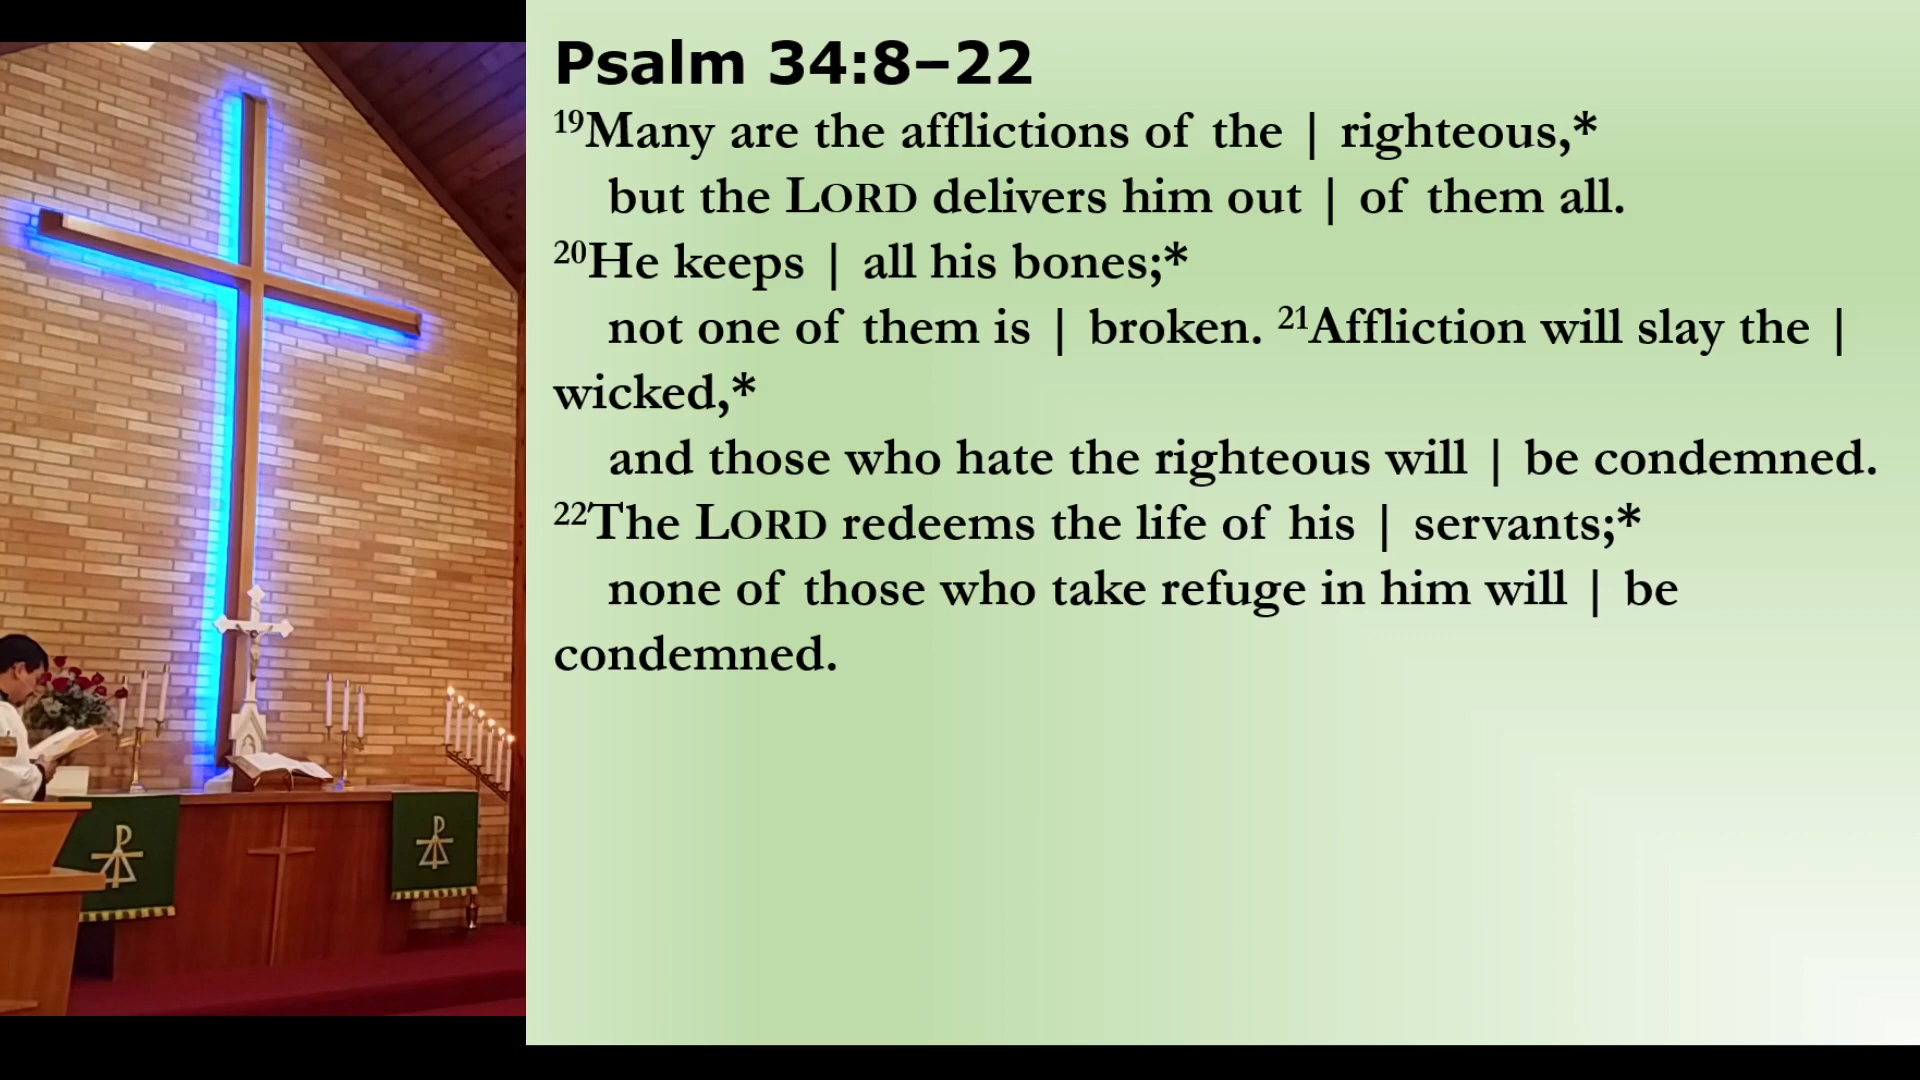 Psalm 34:8–22
¹⁹Many are the afflictions of the | righteous,*
but the LORD delivers him out | of them all.
²⁰He keeps | all his bones;*
not one of them is | broken. ²¹Affliction will slay the |
wicked,*
and those who hate the righteous will | be condemned.
²²The LORD redeems the life of his | servants;*
none of those who take refuge in him will | be
condemned.